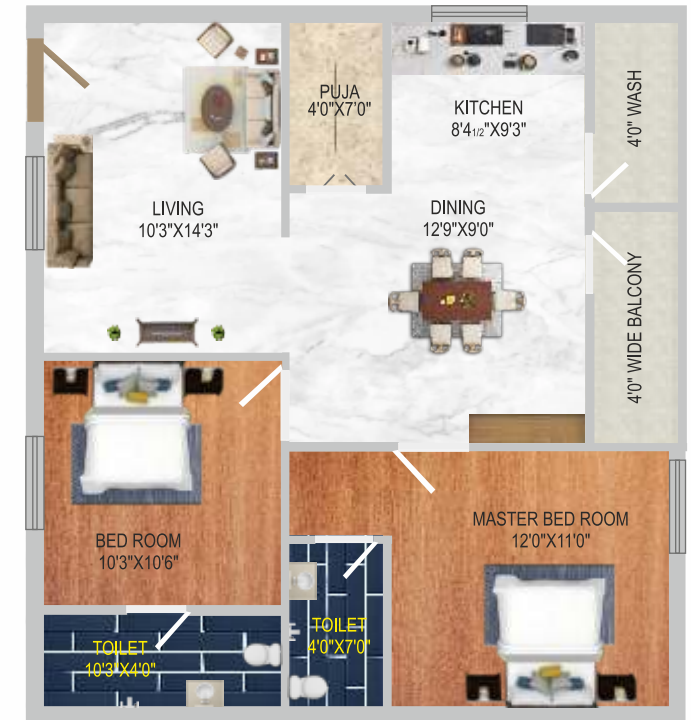 PUJA
4'0"X7'0"
KITCHEN
8'4 1/2"X9'3"
4'0" WASH
LIVING
10'3"X14'3"
DINING
12'9"X9'0"
4'0" WIDE BALCONY
BED ROOM
10'3"X10'6"
MASTER BED ROOM
12'0"X11'0"
TOILET
4'0"X7'0"
TOILET
10'3"X4'0"